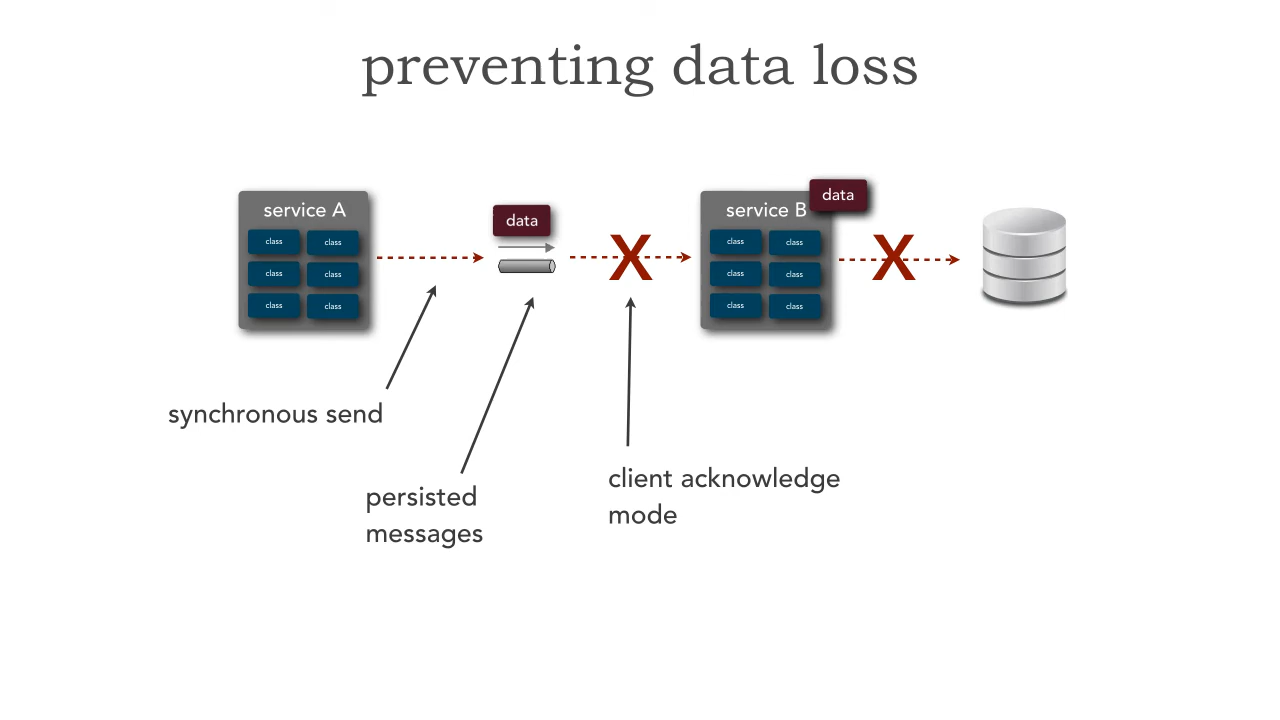 preventing data loss
service A
class class
class class
class class
data
X
service B
class class
class class
class class
data
X
synchronous send
persisted
messages
client acknowledge
mode